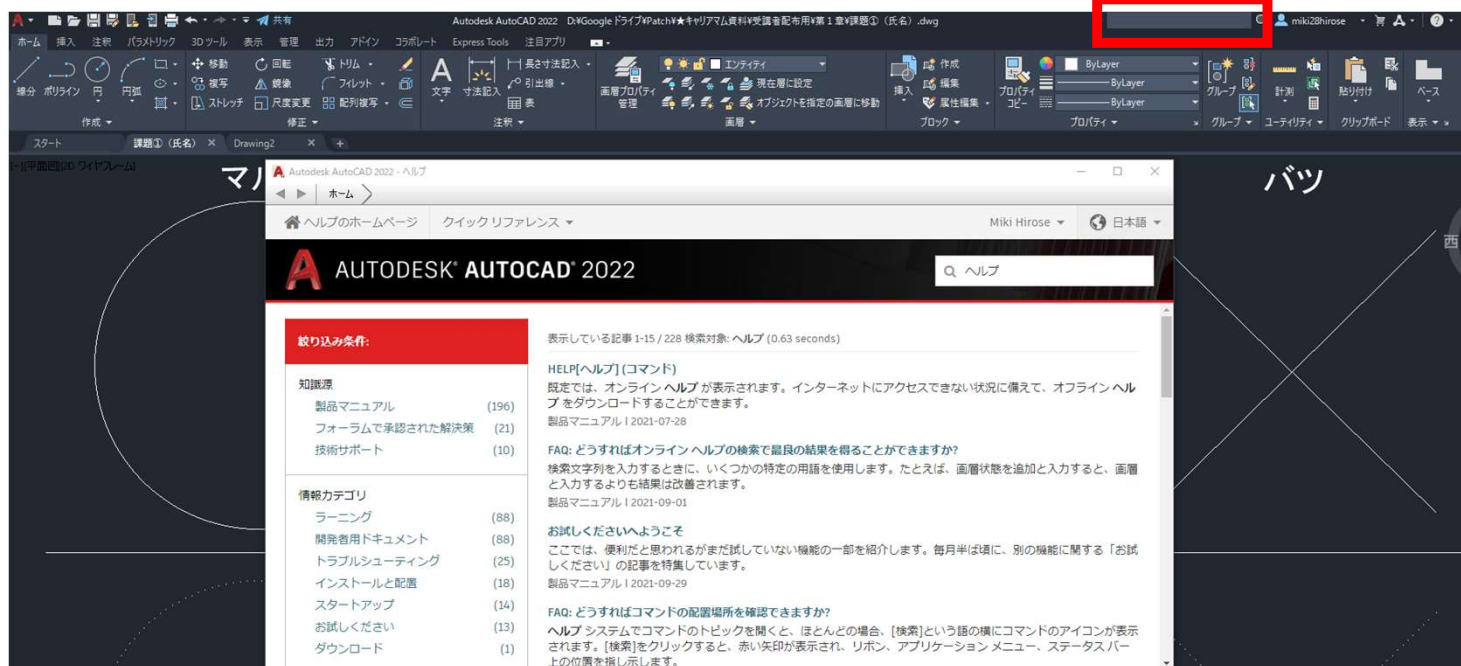 共有
Autodesk AutoCAD 2022 D:¥Google ドライブ¥Patch¥★キャリアマム資料¥受講者配布用¥第１章¥課題①（氏名）.dwg
miki28hirose
ホーム 挿入 注釈 パラメトリック 3D ツール 表示 管理 出力 アドイン コラボレート Express Tools 注目アプリ
線分 ポリライン 円 円弧
移動 回転 トリム
複写 鏡像 フィレット
ストレッチ 尺度変更 配列複写
文字 寸法記入
長さ寸法記入
引出線
表
画層プロパティ管理
エンティティ
現在層に設定
オブジェクトを指定の画層に移動
挿入
作成
編集
属性編集
プロパティコピー
ByLayer
ByLayer
ByLayer
グループ
計測
貼り付け
ベース
作成 修正 注釈 画層 ブロック プロパティ グループ ユーティリティ クリップボード 表示
スタート 課題①（氏名） Drawing2
[-][平面図][2D ワイヤフレーム]
マル
バツ
西
Autodesk AutoCAD 2022 - ヘルプ
ホーム
ヘルプのホームページ クイック リファレンス Miki Hirose 日本語
AUTODESK® AUTOCAD® 2022
ヘルプ
絞り込み条件:
知識源
製品マニュアル (196)
フォーラムで承認された解決策 (21)
技術サポート (10)
情報カテゴリ
ラーニング (88)
開発者用ドキュメント (88)
トラブルシューティング (25)
インストールと配置 (18)
スタートアップ (14)
お試しください (13)
ダウンロード (1)
表示している記事 1-15 / 228 検索対象: ヘルプ (0.63 seconds)
HELP[ヘルプ] (コマンド)
既定では、オンライン ヘルプ が表示されます。インターネットにアクセスできない状況に備えて、オフライン ヘル
プ をダウンロードすることができます。
製品マニュアル | 2021-07-28
FAQ: どうすればオンライン ヘルプの検索で最良の結果を得ることができますか?
検索文字列を入力するときに、いくつかの特定の用語を使用します。たとえば、画層状態を追加と入力すると、画層
と入力するよりも結果は改善されます。
製品マニュアル | 2021-09-01
お試しくださいへようこそ
ここでは、便利だと思われるがまだ試していない機能の一部を紹介します。毎月半ば頃に、別の機能に関する「お試
しください」の記事を特集しています。
製品マニュアル | 2021-09-29
FAQ: どうすればコマンドの配置場所を確認できますか?
ヘルプ システムでコマンドのトピックを開くと、ほとんどの場合、[検索]という語の横にコマンドのアイコンが表示
されます。[検索]をクリックすると、赤い矢印が表示され、リボン、アプリケーション メニュー、ステータス バー
上の位置を指し示します。